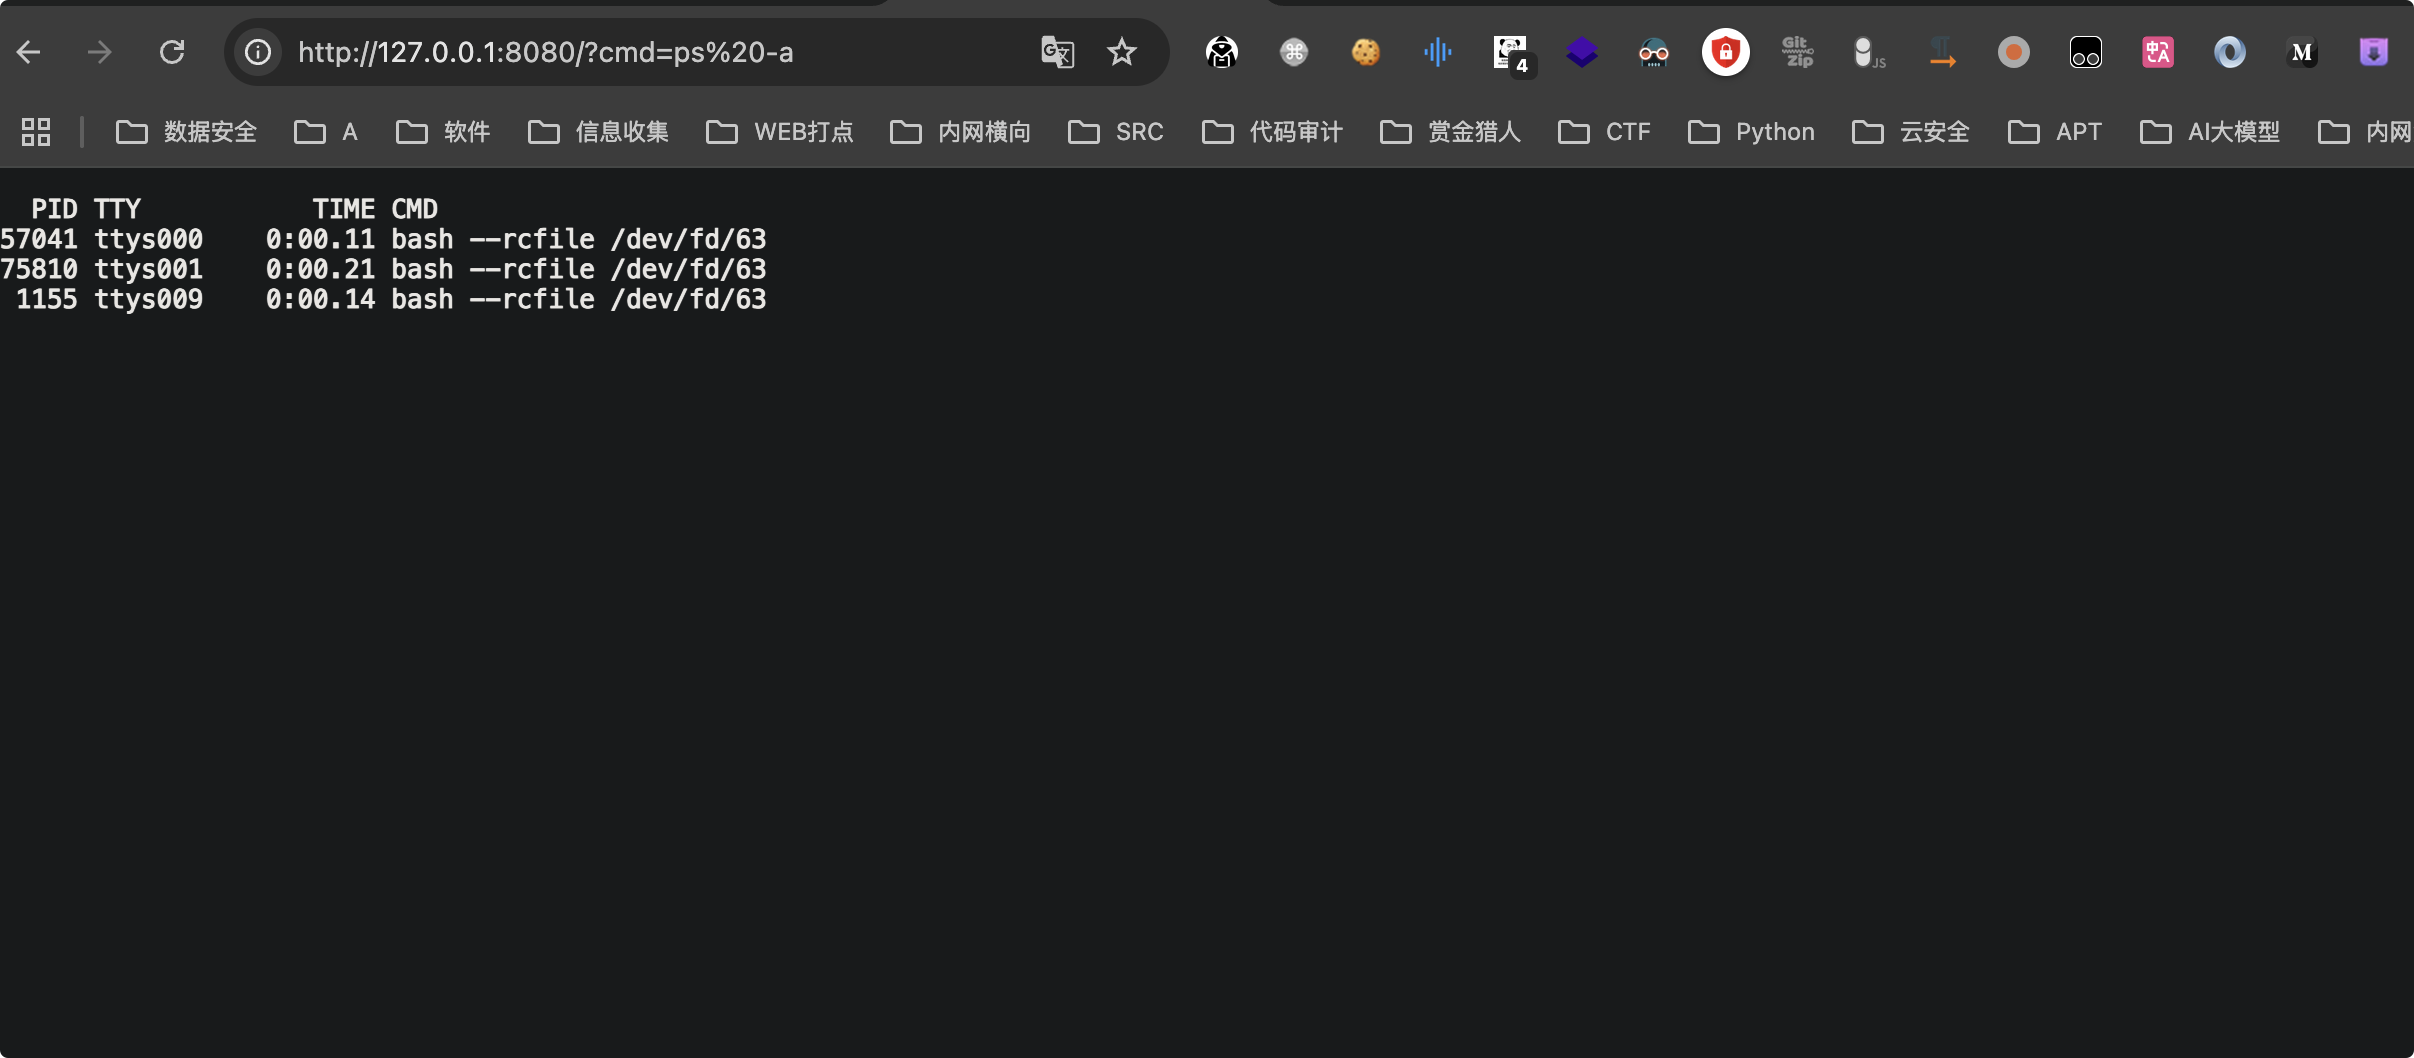 http://127.0.0.1:8080/?cmd=ps%20-a
4
Git Zip
JS
中 A
M
数据安全 A 软件 信息收集 WEB打点 内网横向 SRC 代码审计 赏金猎人 CTF Python 云安全 APT AI大模型 内网
  PID TTY           TIME CMD
57041 ttys000    0:00.11 bash --rcfile /dev/fd/63
75810 ttys001    0:00.21 bash --rcfile /dev/fd/63
 1155 ttys009    0:00.14 bash --rcfile /dev/fd/63